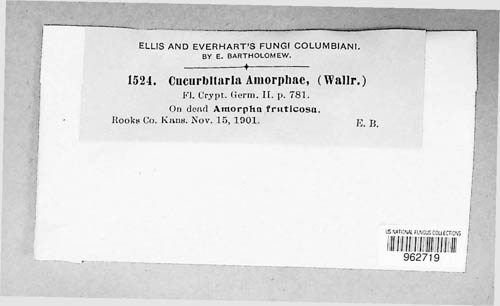 ELLIS AND EVERHART'S FUNGI COLUMBIANI.
BY E. BARTHOLOMEW.
1524. Cucurbitaria Amorphae, (Wallr.)
Fl. Crypt. Germ. II. p. 781.
On dead Amorpha fruticosa.
Rooks Co. Kans. Nov. 15, 1901. E. B.
US NATIONAL FUNGUS COLLECTIONS
962719